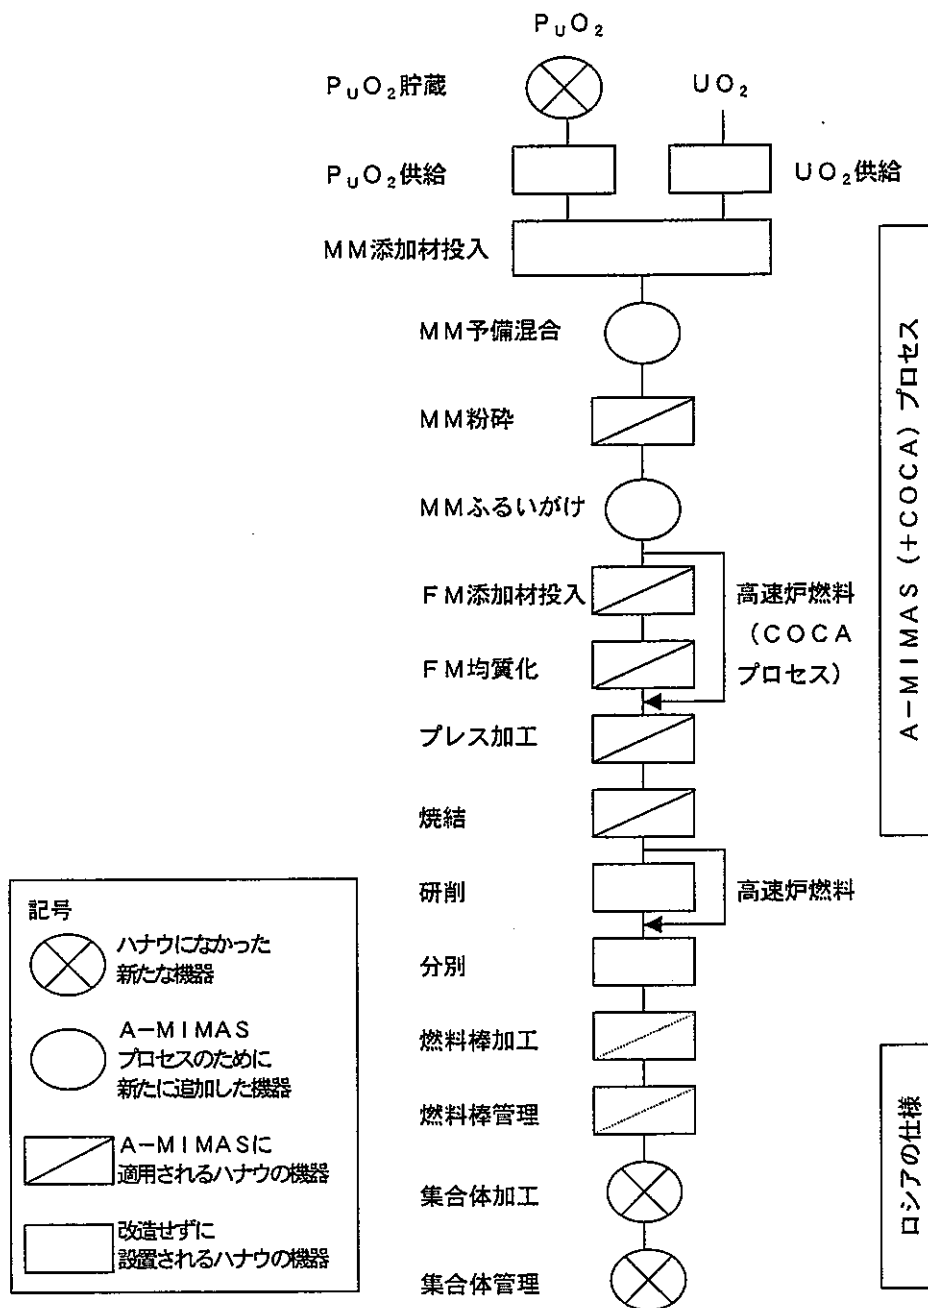 PUO₂
PUO₂貯蔵
UO₂
PUO₂供給
UO₂供給
MM添加材投入
MM予備混合
MM粉砕
MMふるいがけ
FM添加材投入
高速炉燃料
(COCA
プロセス)
FM均質化
プレス加工
焼結
研削
高速炉燃料
分別
燃料棒加工
燃料棒管理
集合体加工
集合体管理
A-MIMAS(+COCA)プロセス
ロシアの仕様
記号
ハナウになかった
新たな機器
A-MIMAS
プロセスのために
新たに追加した機器
A-MIMASに
適用されるハナウの機器
改造せずに
設置されるハナウの機器